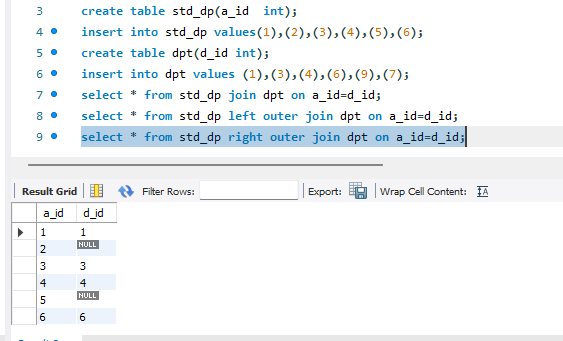 3 create table std_dp(a_id  int);
4 insert into std_dp values(1),(2),(3),(4),(5),(6);
5 create table dpt(d_id int);
6 insert into dpt values (1),(3),(4),(6),(9),(7);
7 select * from std_dp join dpt on a_id=d_id;
8 select * from std_dp left outer join dpt on a_id=d_id;
9 select * from std_dp right outer join dpt on a_id=d_id;
Result Grid Filter Rows: Export: Wrap Cell Content: IA
a_id d_id
1 1
2 NULL
3 3
4 4
5 NULL
6 6